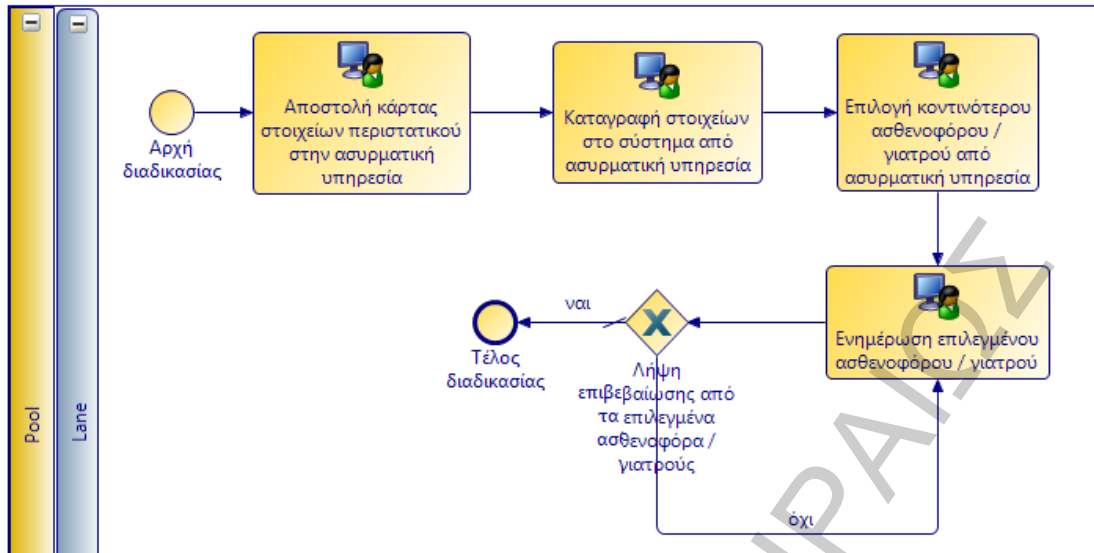 Pool
Lane
Αρχή
διαδικασίας
Αποστολή κάρτας
στοιχείων περιστατικού
στην ασυρματική
υπηρεσία
Καταγραφή στοιχείων
στο σύστημα από
ασυρματική υπηρεσία
Επιλογή κοντινότερου
ασθενοφόρου /
γιατρού από
ασυρματική υπηρεσία
Ενημέρωση επιλεγμένου
ασθενοφόρου / γιατρού
ναι
Τέλος
διαδικασίας
Λήψη
επιβεβαίωσης από
τα επιλεγμένα
ασθενοφόρα /
γιατρούς
όχι